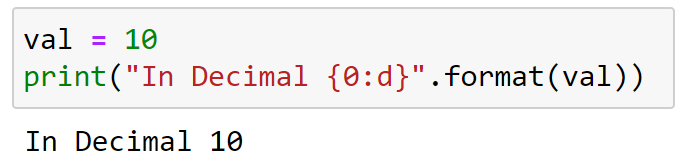 val = 10
print("In Decimal {0:d}".format(val))
In Decimal 10